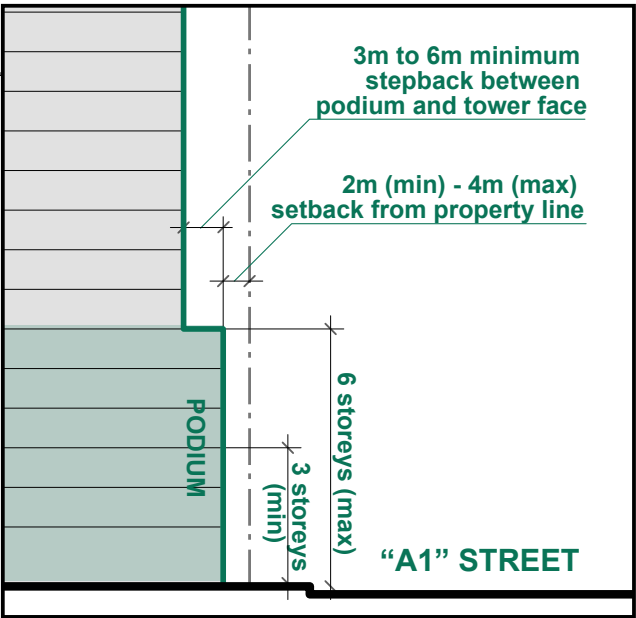 3m to 6m minimum
stepback between
podium and tower face
2m (min) - 4m (max)
setback from property line
PODIUM
3 storeys
(min)
6 storeys (max)
“A1” STREET